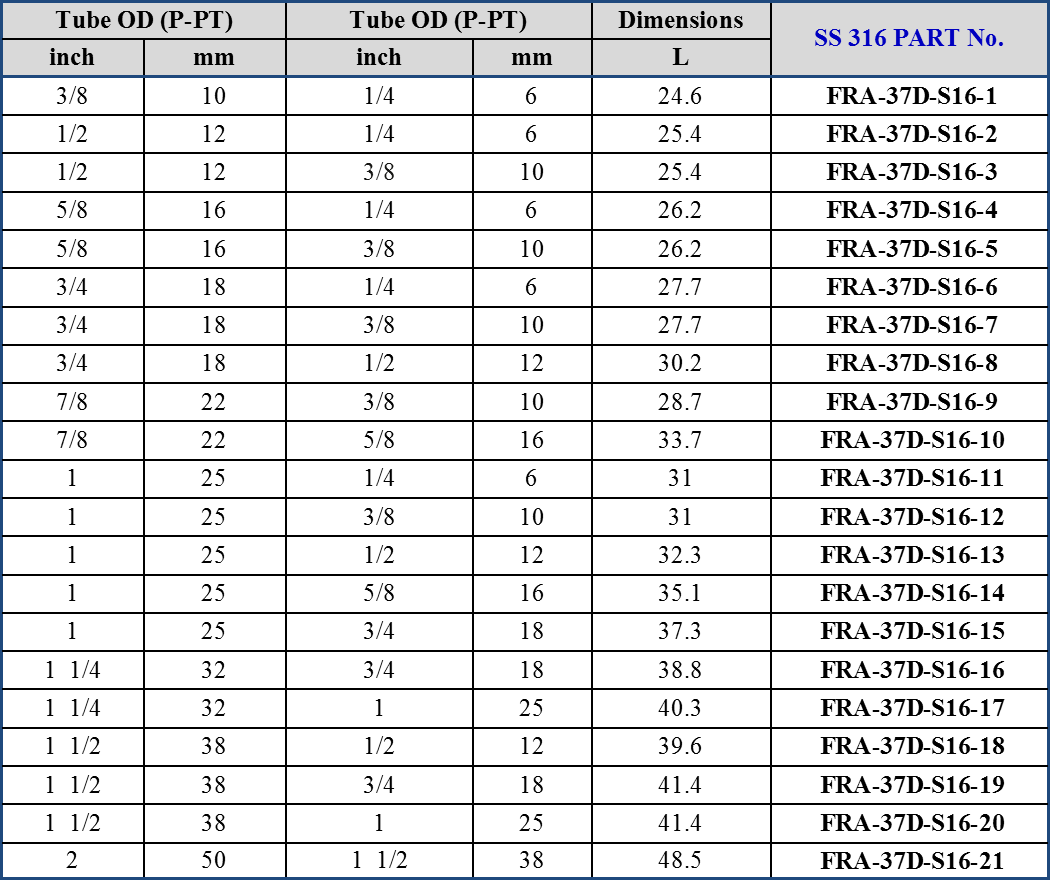 Tube OD (P-PT) Tube OD (P-PT) Dimensions SS 316 PART No.
inch mm inch mm L
3/8 10 1/4 6 24.6 FRA-37D-S16-1
1/2 12 1/4 6 25.4 FRA-37D-S16-2
1/2 12 3/8 10 25.4 FRA-37D-S16-3
5/8 16 1/4 6 26.2 FRA-37D-S16-4
5/8 16 3/8 10 26.2 FRA-37D-S16-5
3/4 18 1/4 6 27.7 FRA-37D-S16-6
3/4 18 3/8 10 27.7 FRA-37D-S16-7
3/4 18 1/2 12 30.2 FRA-37D-S16-8
7/8 22 3/8 10 28.7 FRA-37D-S16-9
7/8 22 5/8 16 33.7 FRA-37D-S16-10
1 25 1/4 6 31 FRA-37D-S16-11
1 25 3/8 10 31 FRA-37D-S16-12
1 25 1/2 12 32.3 FRA-37D-S16-13
1 25 5/8 16 35.1 FRA-37D-S16-14
1 25 3/4 18 37.3 FRA-37D-S16-15
1 1/4 32 3/4 18 38.8 FRA-37D-S16-16
1 1/4 32 1 25 40.3 FRA-37D-S16-17
1 1/2 38 1/2 12 39.6 FRA-37D-S16-18
1 1/2 38 3/4 18 41.4 FRA-37D-S16-19
1 1/2 38 1 25 41.4 FRA-37D-S16-20
2 50 1 1/2 38 48.5 FRA-37D-S16-21